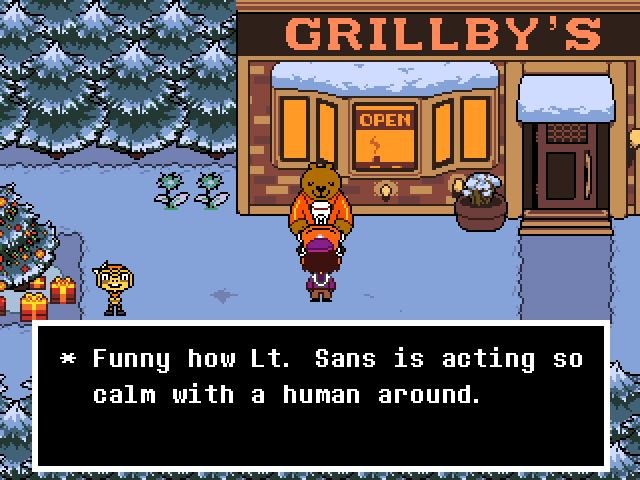 GRILLBY'S
OPEN
* Funny how Lt. Sans is acting so
calm with a human around.